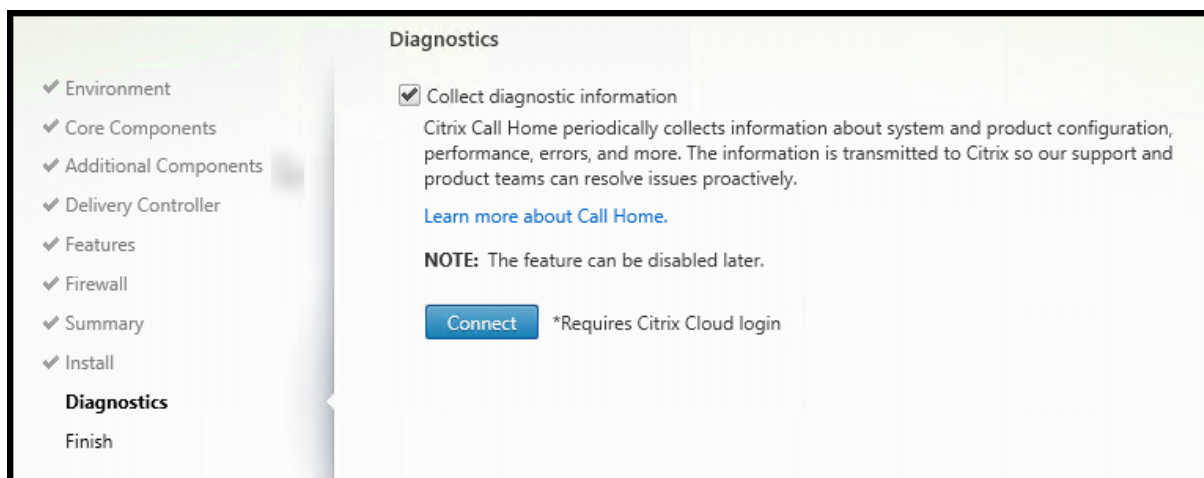 Diagnostics
Environment
Core Components
Additional Components
Delivery Controller
Features
Firewall
Summary
Install
Diagnostics
Finish
Collect diagnostic information
Citrix Call Home periodically collects information about system and product configuration,
performance, errors, and more. The information is transmitted to Citrix so our support and
product teams can resolve issues proactively.
Learn more about Call Home.
NOTE: The feature can be disabled later.
Connect *Requires Citrix Cloud login